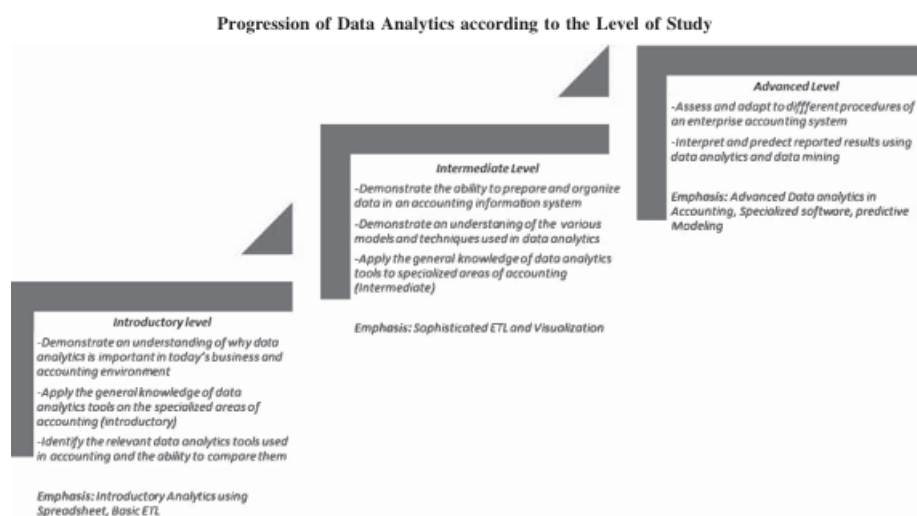 Progression of Data Analytics according to the Level of Study
Advanced Level
-Assess and adapt to diffferent procedures of
an enterprise accounting system
-Interpret and predect reported results using
data analytics and data mining
Emphasis: Advanced Data analytics in
Accounting, Specialized software, predictive
Modeling
Intermediate Level
-Demonstrate the ability to prepare and organize
data in an accounting information system
-Demonstrate an understaning of the various
models and techniques used in data analytics
-Apply the general knowledge of data analytics
tools to specialized areas of accounting
(Intermediate)
Emphasis: Sophisticated ETL and Visualization
Introductory level
-Demonstrate an understanding of why data
analytics is important in today's business and
accounting environment
-Apply the general knowledge of data
analytics tools on the specialized areas of
accounting (introductory)
-Identify the relevant data analytics tools used
in accounting and the ability to compare them
Emphasis: Introductory Analytics using
Spreadsheet, Basic ETL